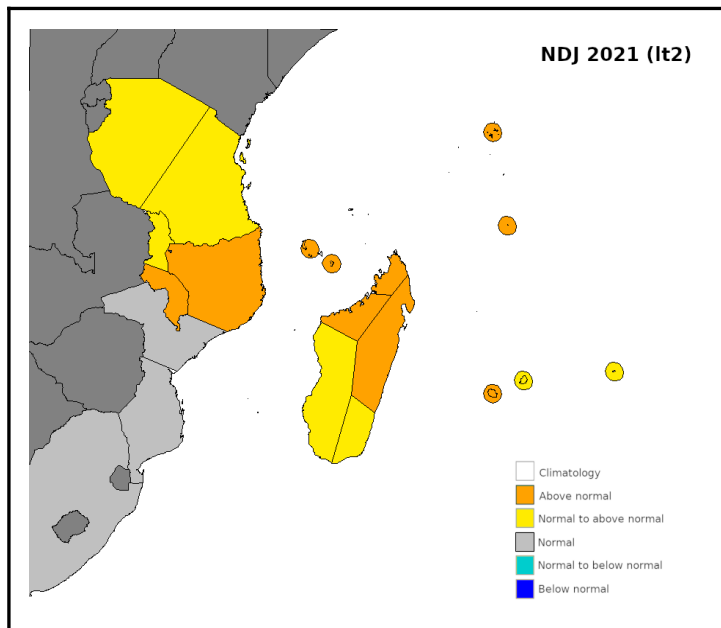 NDJ 2021 (lt2)
Climatology
Above normal
Normal to above normal
Normal
Normal to below normal
Below normal